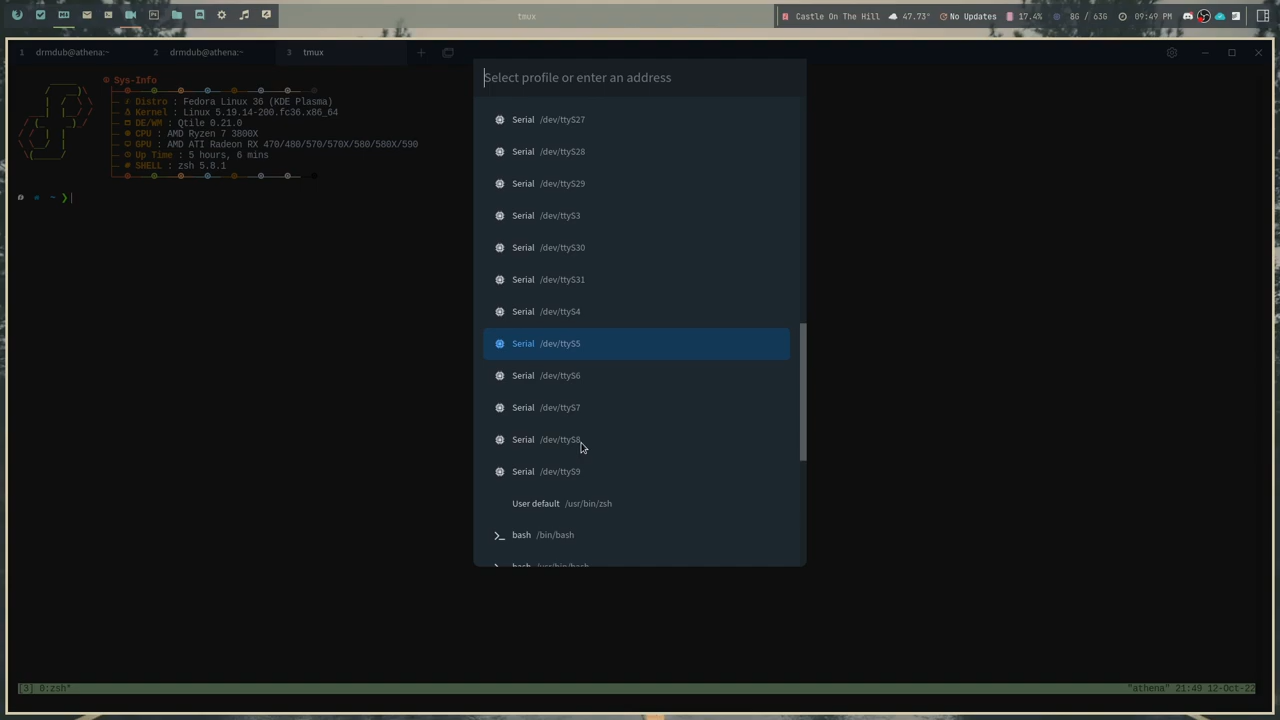 tmux
Castle On The Hill 47.73° No Updates 17.4% 8G / 63G 09:49 PM
1 drmdub@athena:~ 2 drmdub@athena:~ 3 tmux
Sys-Info
Distro : Fedora Linux 36 (KDE Plasma)
Kernel : Linux 5.19.14-200.fc36.x86_64
DE/WM : Qtile 0.21.0
CPU : AMD Ryzen 7 3800X
GPU : AMD ATI Radeon RX 470/480/570/570X/580/580X/590
Up Time : 5 hours, 6 mins
SHELL : zsh 5.8.1
~ ❯
Select profile or enter an address
Serial /dev/ttyS27
Serial /dev/ttyS28
Serial /dev/ttyS29
Serial /dev/ttyS3
Serial /dev/ttyS30
Serial /dev/ttyS31
Serial /dev/ttyS4
Serial /dev/ttyS5
Serial /dev/ttyS6
Serial /dev/ttyS7
Serial /dev/ttyS8
Serial /dev/ttyS9
User default /usr/bin/zsh
bash /bin/bash
bash /usr/bin/bash
[3] 0:zsh* "athena" 21:49 12-Oct-22